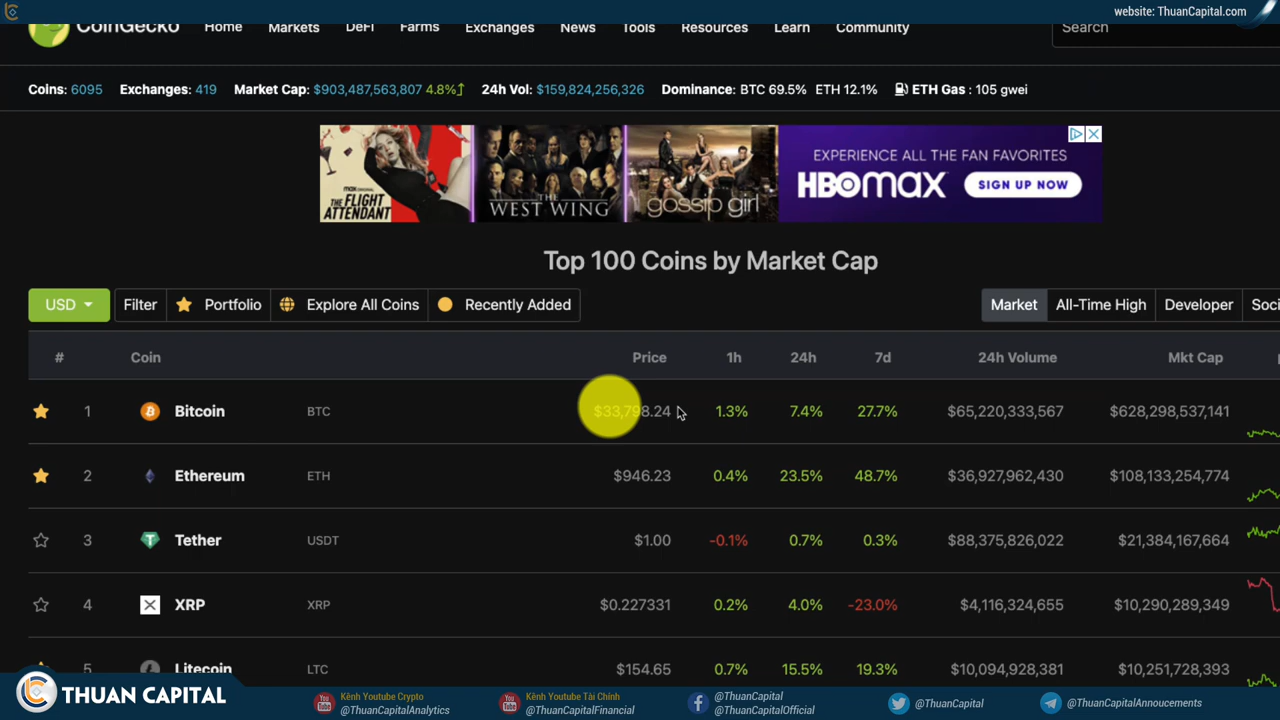 website: ThuanCapital.com
CoinGecko Home Markets DeFi Farms Exchanges News Tools Resources Learn Community Search
Coins: 6095 Exchanges: 419 Market Cap: $903,487,563,807 4.8% 24h Vol: $159,824,256,326 Dominance: BTC 69.5% ETH 12.1% ETH Gas : 105 gwei
max original
THE FLIGHT ATTENDANT
THE WEST WING
gossip girl
EXPERIENCE ALL THE FAN FAVORITES
HBOmax SIGN UP NOW
Top 100 Coins by Market Cap
USD Filter Portfolio Explore All Coins Recently Added Market All-Time High Developer Soci
# Coin Price 1h 24h 7d 24h Volume Mkt Cap
1 Bitcoin BTC $33,798.24 1.3% 7.4% 27.7% $65,220,333,567 $628,298,537,141
2 Ethereum ETH $946.23 0.4% 23.5% 48.7% $36,927,962,430 $108,133,254,774
3 Tether USDT $1.00 -0.1% 0.7% 0.3% $88,375,826,022 $21,384,167,664
4 XRP XRP $0.227331 0.2% 4.0% -23.0% $4,116,324,655 $10,290,289,349
5 Litecoin LTC $154.65 0.7% 15.5% 19.3% $10,094,928,381 $10,251,728,393
THUAN CAPITAL
Kênh Youtube Crypto
@ThuanCapitalAnalytics
Kênh Youtube Tài Chính
@ThuanCapitalFinancial
@ThuanCapital
@ThuanCapitalOfficial
@ThuanCapital
@ThuanCapitalAnnoucements